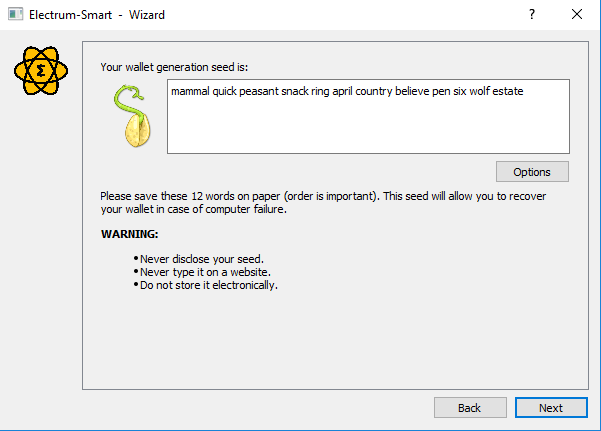 Electrum-Smart - Wizard
?
Your wallet generation seed is:
mammal quick peasant snack ring april country believe pen six wolf estate
Options
Please save these 12 words on paper (order is important). This seed will allow you to recover
your wallet in case of computer failure.
WARNING:
• Never disclose your seed.
• Never type it on a website.
• Do not store it electronically.
Back
Next